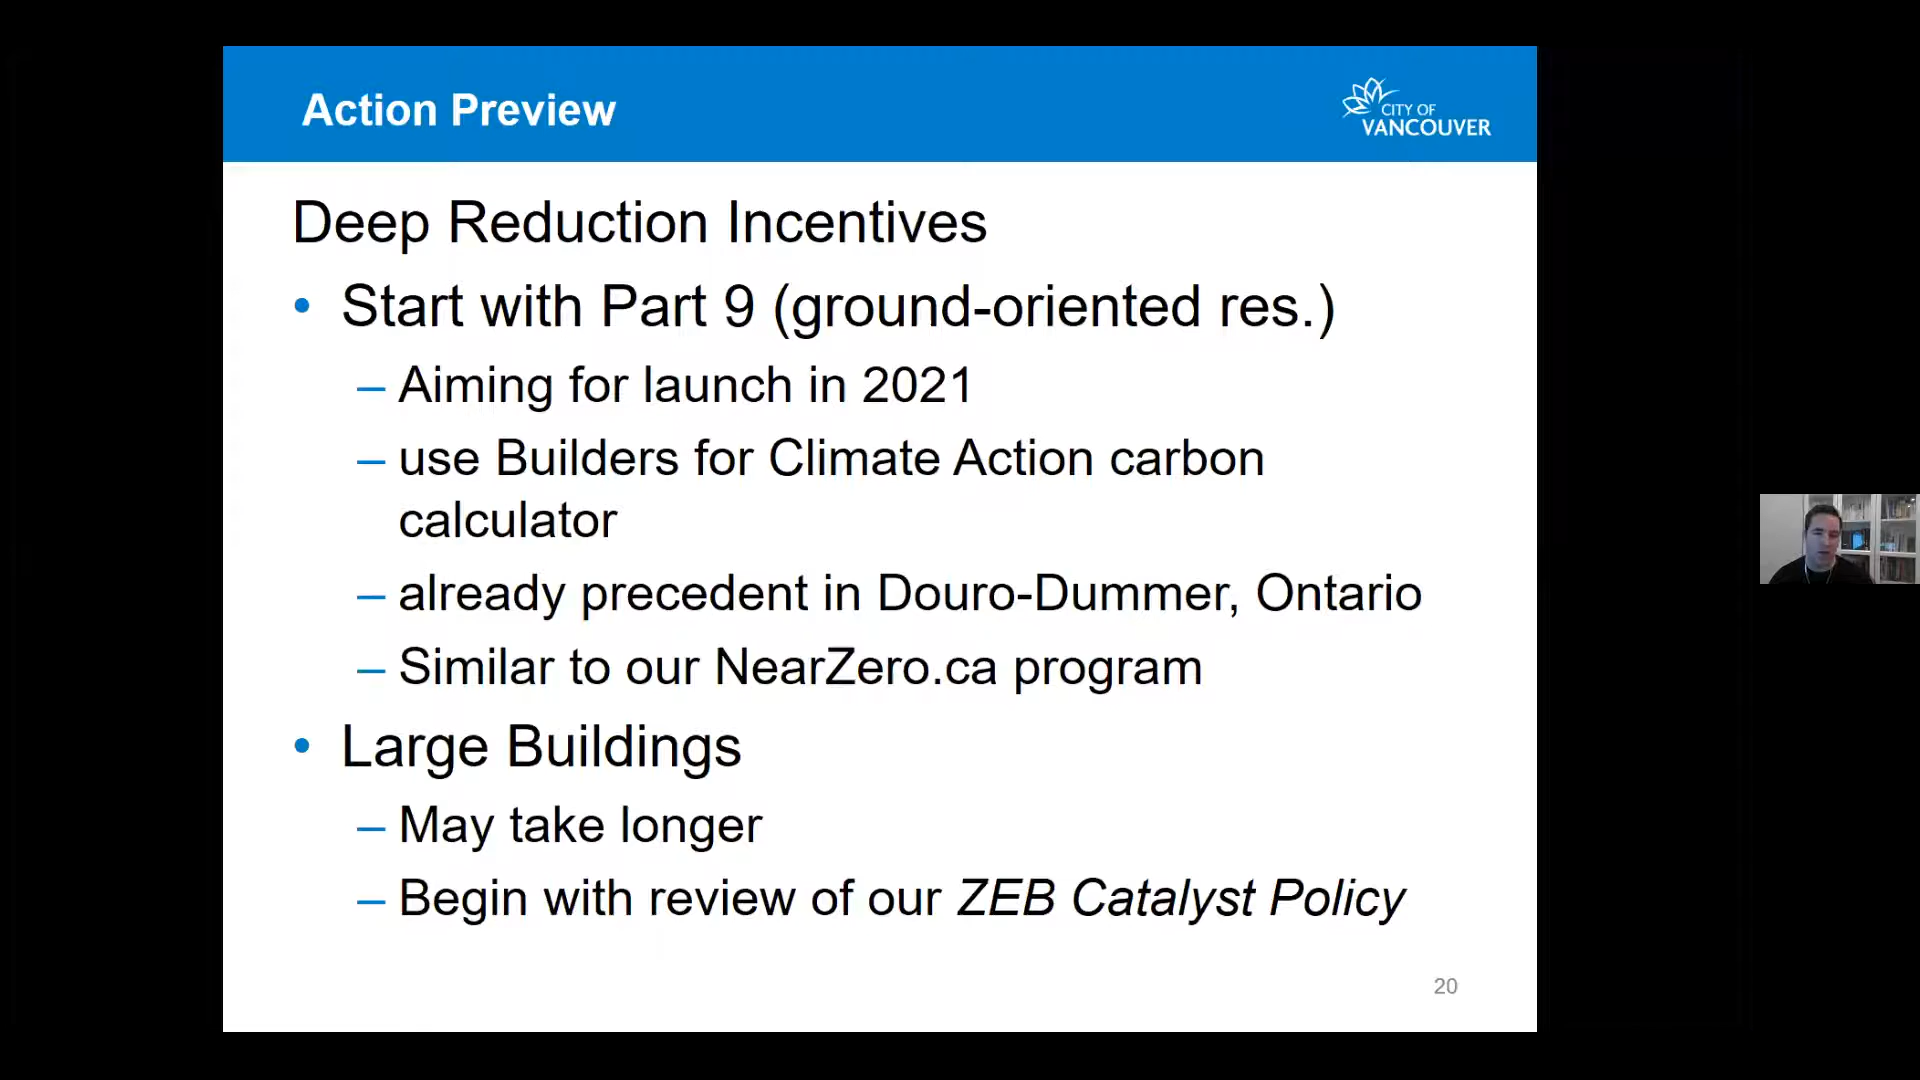 Action Preview
CITY OF
VANCOUVER
Deep Reduction Incentives
• Start with Part 9 (ground-oriented res.)
– Aiming for launch in 2021
– use Builders for Climate Action carbon
calculator
– already precedent in Douro-Dummer, Ontario
– Similar to our NearZero.ca program
• Large Buildings
– May take longer
– Begin with review of our ZEB Catalyst Policy
20